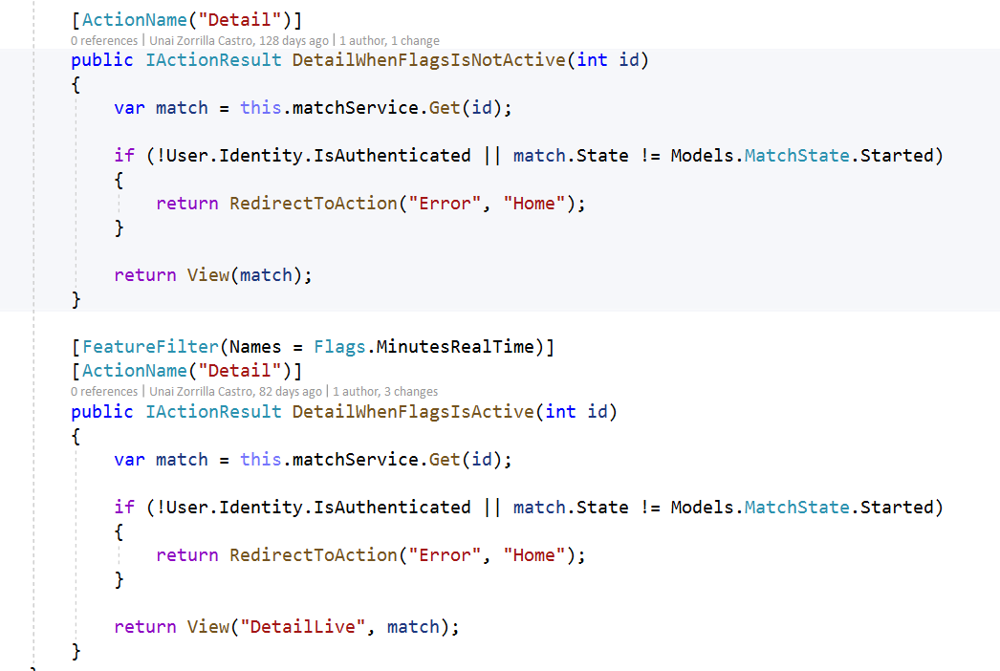 [ActionName("Detail")]
0 references | Unai Zorrilla Castro, 128 days ago | 1 author, 1 change
public IActionResult DetailWhenFlagsIsNotActive(int id)
{
var match = this.matchService.Get(id);
if (!User.Identity.IsAuthenticated || match.State != Models.MatchState.Started)
{
return RedirectToAction("Error", "Home");
}
return View(match);
}
[FeatureFilter(Names = Flags.MinutesRealTime)]
[ActionName("Detail")]
0 references | Unai Zorrilla Castro, 82 days ago | 1 author, 3 changes
public IActionResult DetailWhenFlagsIsActive(int id)
{
var match = this.matchService.Get(id);
if (!User.Identity.IsAuthenticated || match.State != Models.MatchState.Started)
{
return RedirectToAction("Error", "Home");
}
return View("DetailLive", match);
}